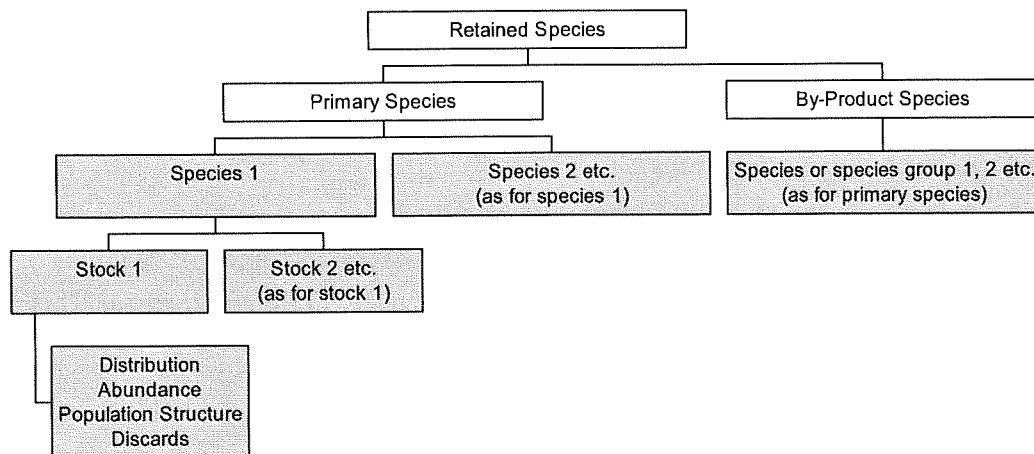 Retained Species
Primary Species
By-Product Species
Species 1
Species 2 etc.
(as for species 1)
Species or species group 1, 2 etc.
(as for primary species)
Stock 1
Stock 2 etc.
(as for stock 1)
Distribution
Abundance
Population Structure
Discards